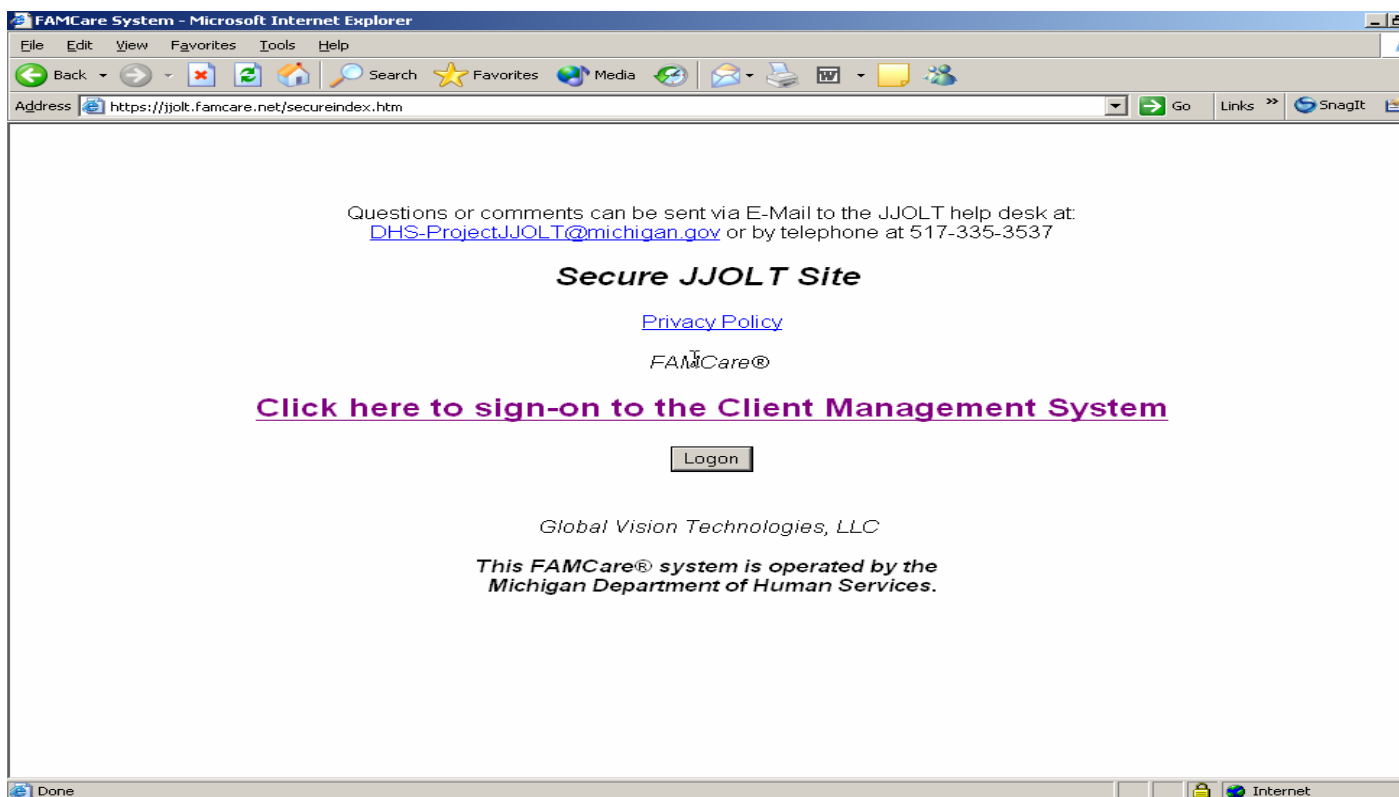 FAMCare System - Microsoft Internet Explorer
File Edit View Favorites Tools Help
Back Search Favorites Media
Address https://jjolt.famcare.net/secureindex.htm Go Links » SnagIt
Questions or comments can be sent via E-Mail to the JJOLT help desk at:
DHS-ProjectJJOLT@michigan.gov or by telephone at 517-335-3537
Secure JJOLT Site
Privacy Policy
FAMCare®
Click here to sign-on to the Client Management System
Logon
Global Vision Technologies, LLC
This FAMCare® system is operated by the
Michigan Department of Human Services.
Done Internet